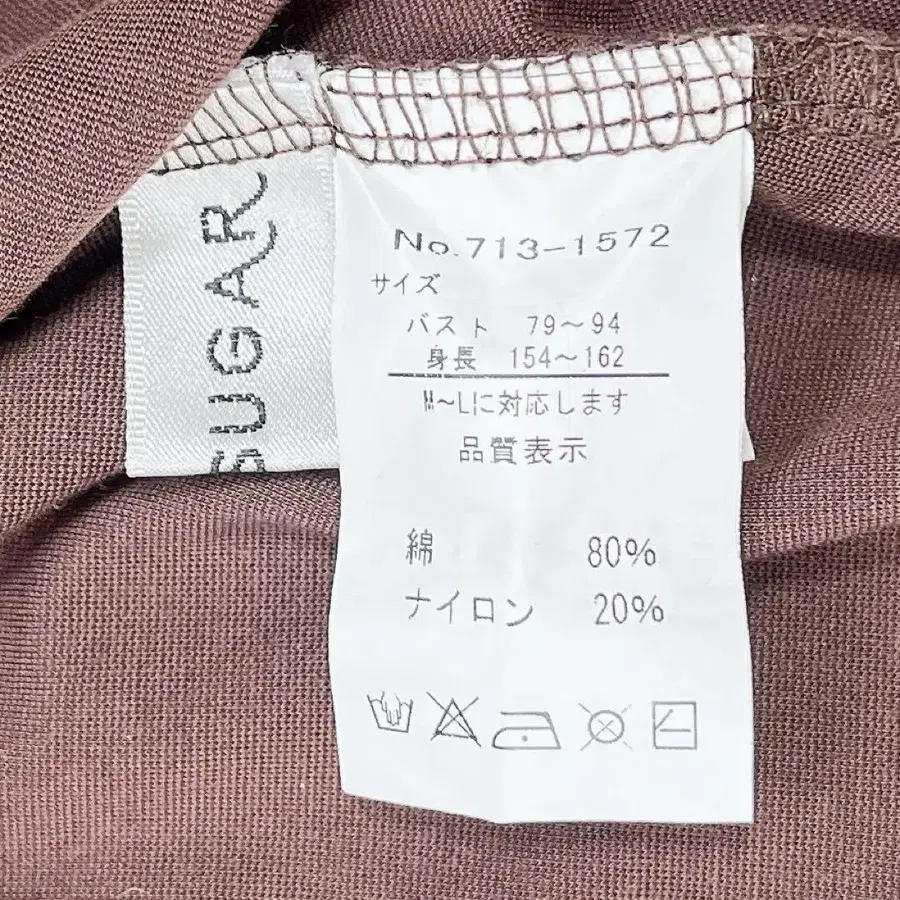 SUGAR
No.713-1572
サイズ
バスト 79～94
身長 154～162
M～Lに対応します
品質表示
綿 80%
ナイロン 20%